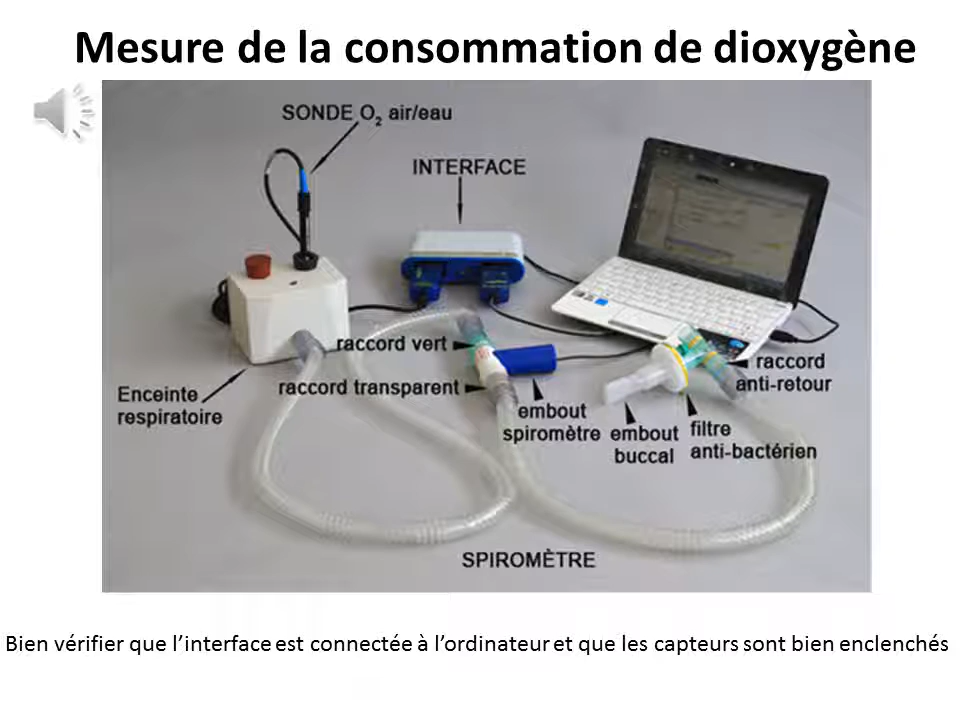 Mesure de la consommation de dioxygène
SONDE O₂ air/eau
INTERFACE
raccord vert
raccord transparent
raccord
anti-retour
Enceinte
respiratoire
embout
spiromètre
embout
buccal
filtre
anti-bactérien
SPIROMÈTRE
Bien vérifier que l’interface est connectée à l’ordinateur et que les capteurs sont bien enclenchés